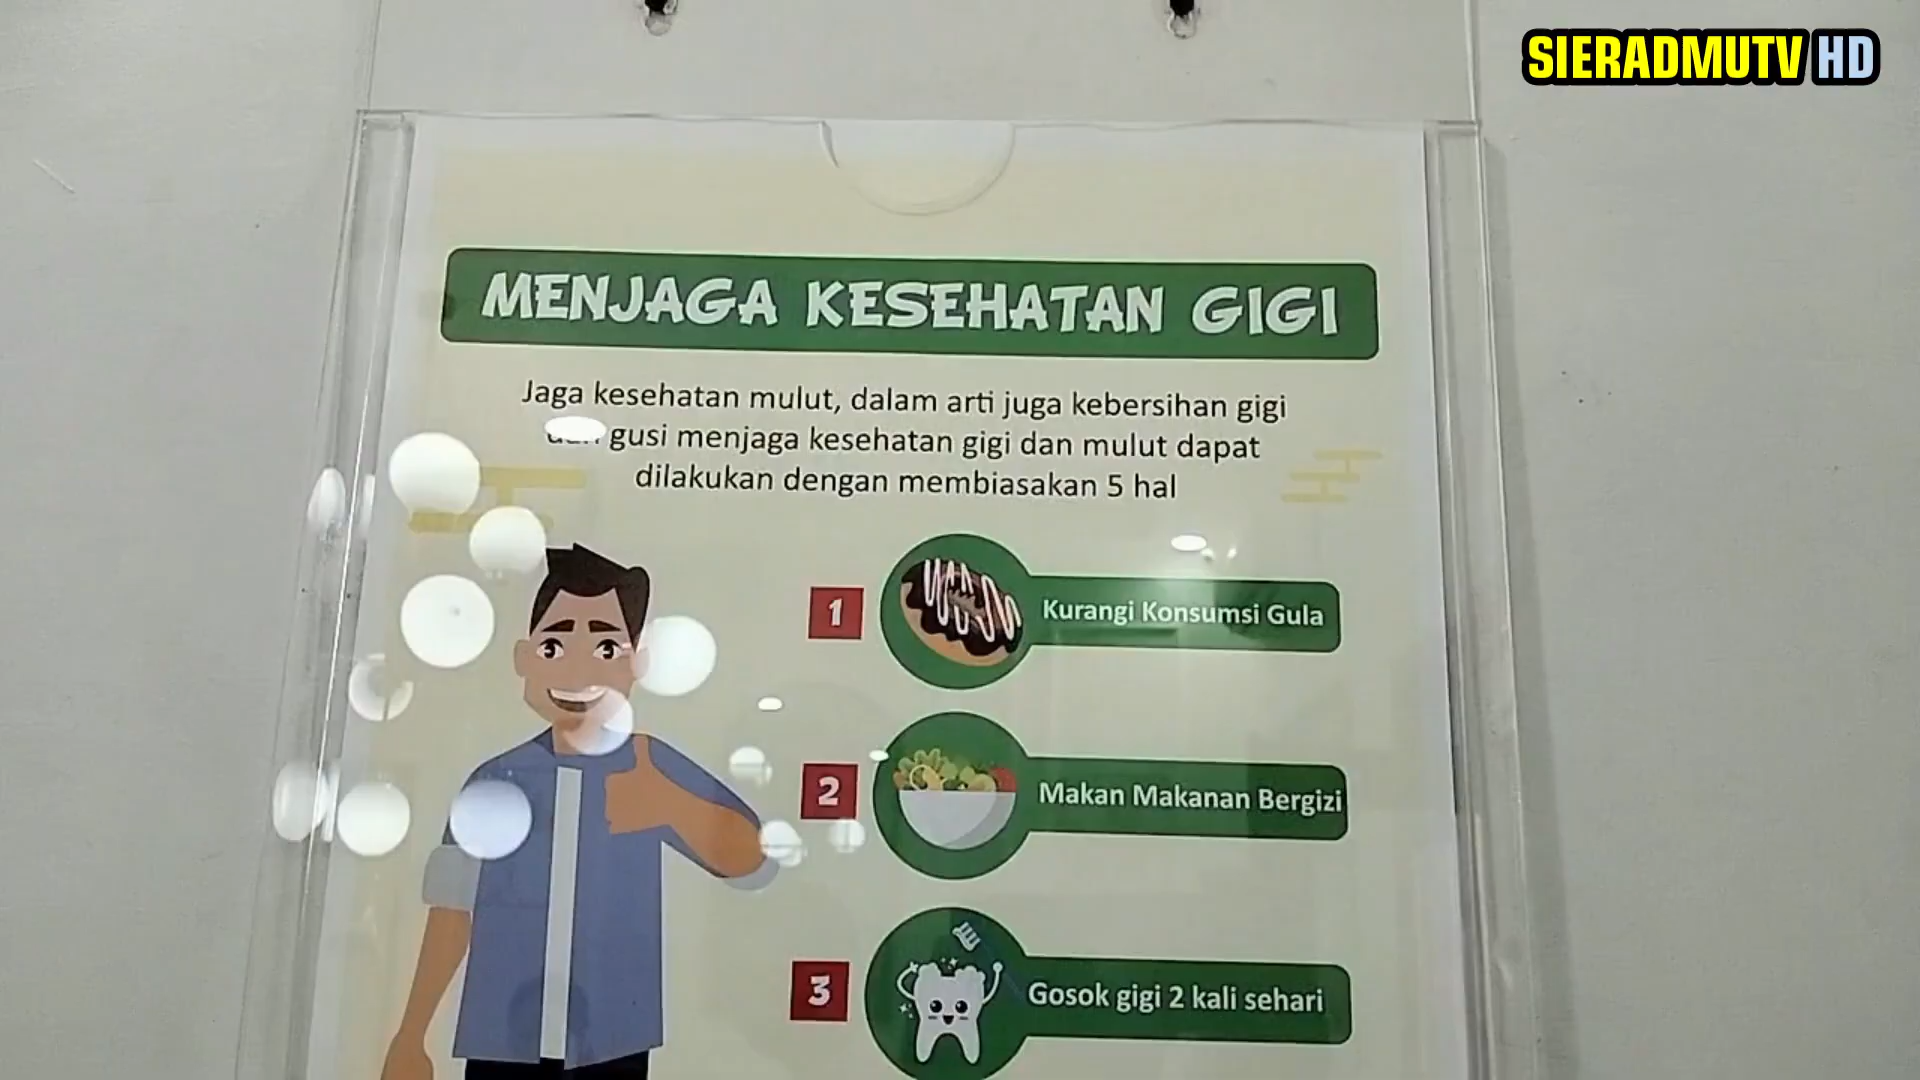 SIERADMUTV HD
MENJAGA KESEHATAN GIGI
Jaga kesehatan mulut, dalam arti juga kebersihan gigi
gusi menjaga kesehatan gigi dan mulut dapat
dilakukan dengan membiasakan 5 hal
1 Kurangi Konsumsi Gula
2 Makan Makanan Bergizi
3 Gosok gigi 2 kali sehari